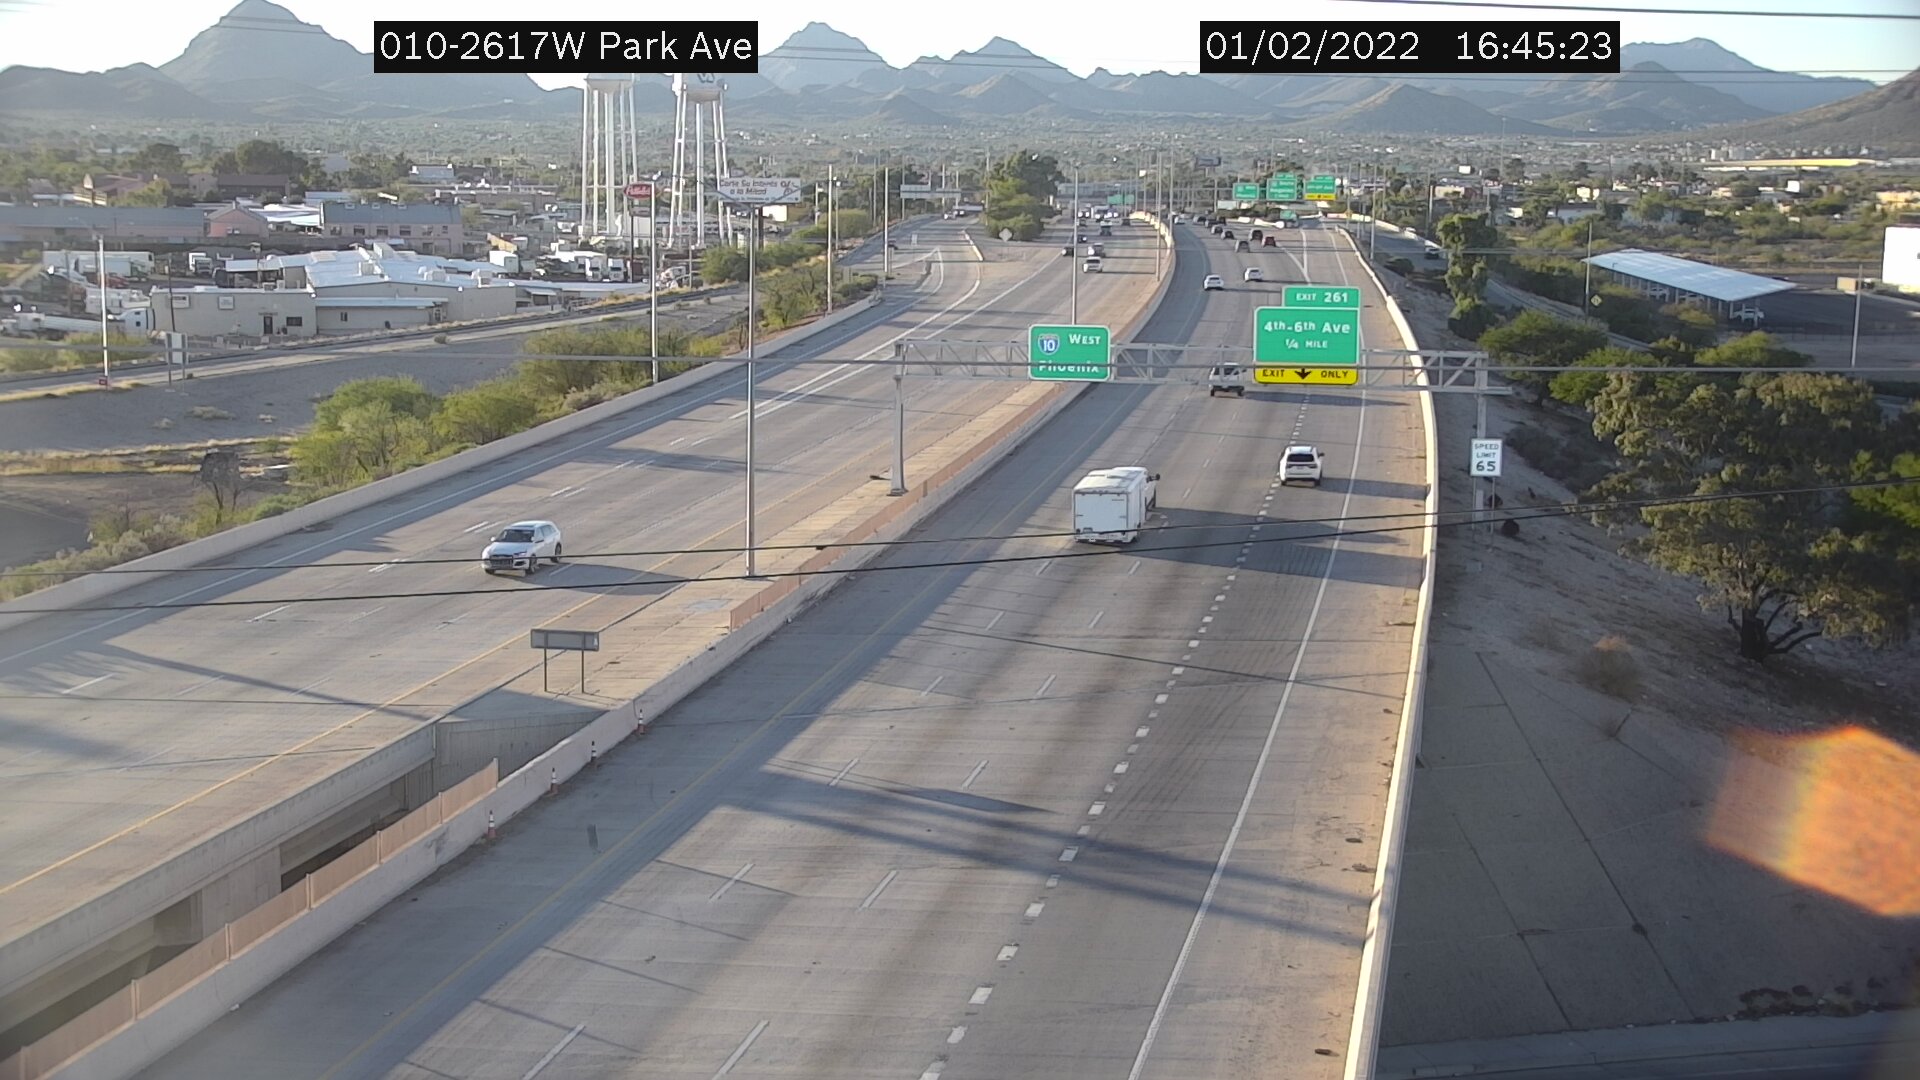 010-2617W Park Ave
01/02/2022 16:45:23
EXIT 261
4th-6th Ave
1/4 MILE
EXIT ONLY
10 WEST
Phoenix
SPEED
LIMIT
65